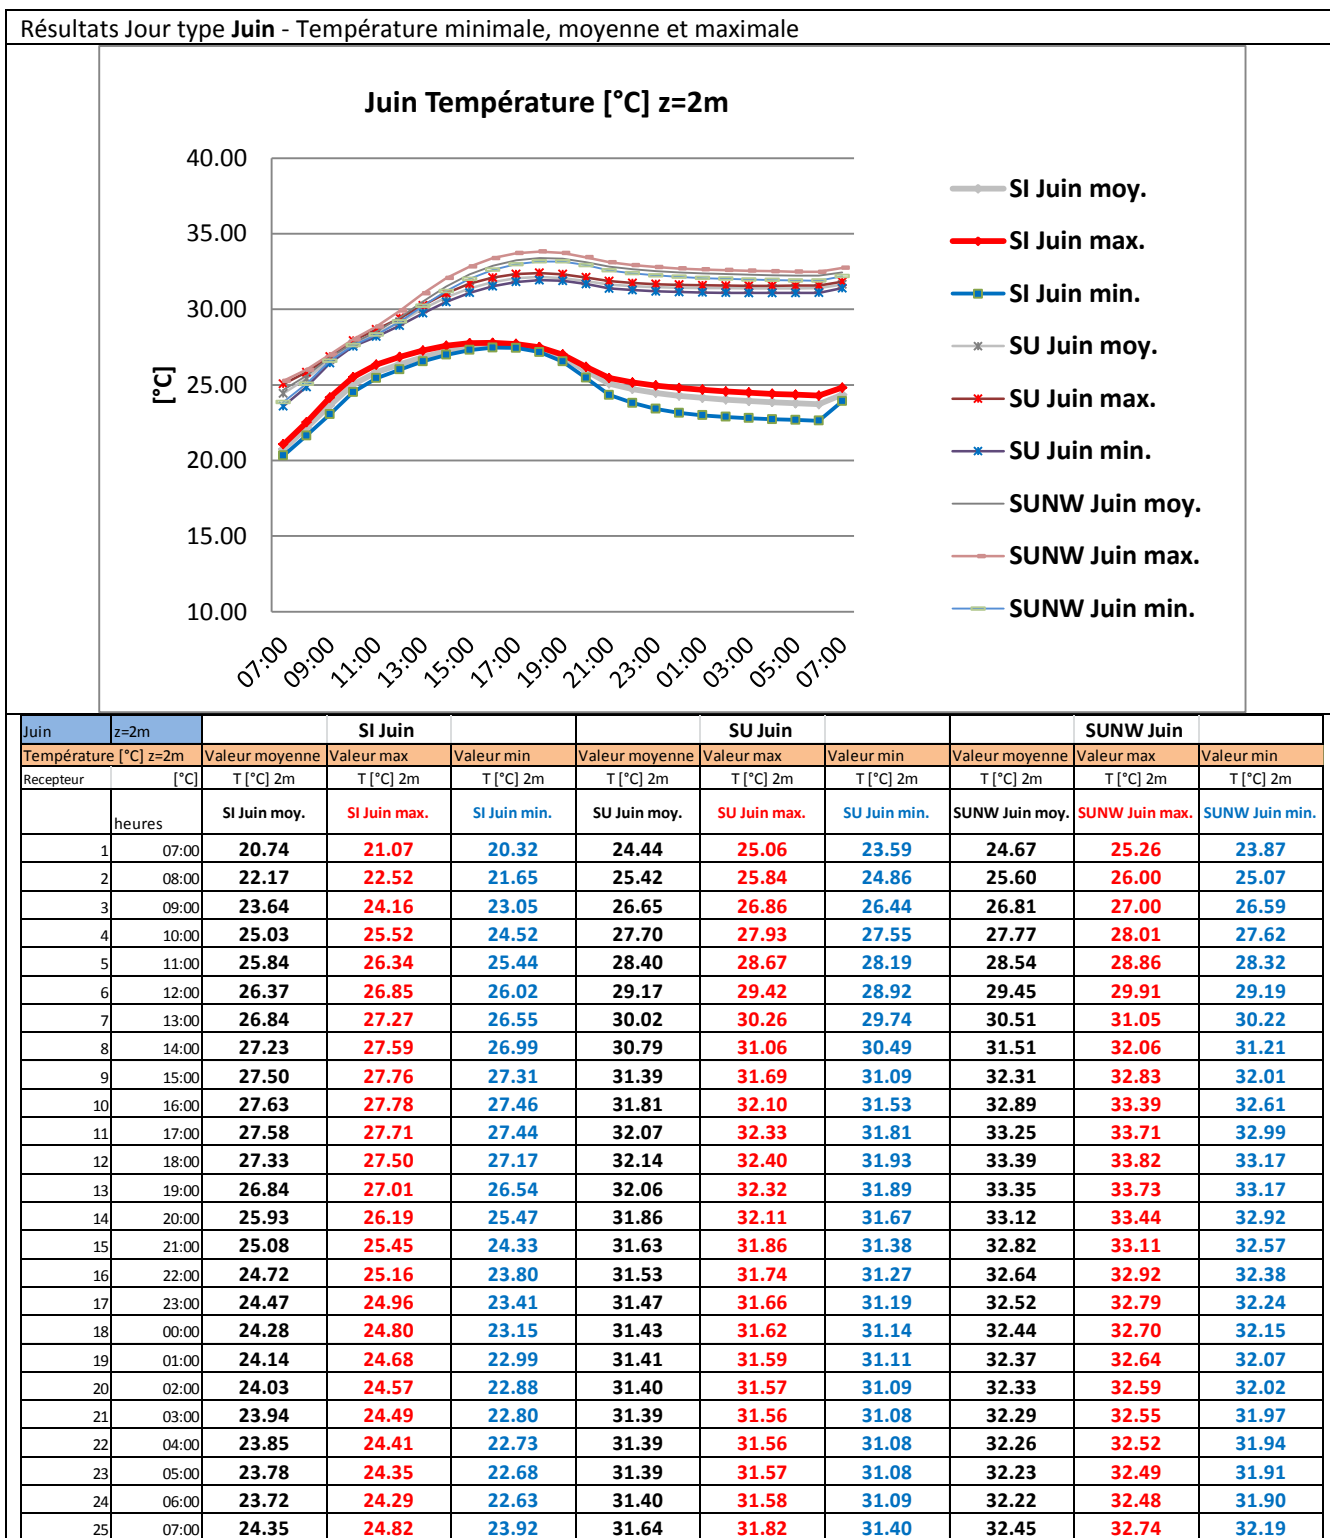 Résultats Jour type Juin - Température minimale, moyenne et maximale
Juin Température [°C] z=2m
40.00
35.00
30.00
25.00
20.00
15.00
10.00
[°C]
07:00 09:00 11:00 13:00 15:00 17:00 19:00 21:00 23:00 01:00 03:00 05:00 07:00
SI Juin moy.
SI Juin max.
SI Juin min.
SU Juin moy.
SU Juin max.
SU Juin min.
SUNW Juin moy.
SUNW Juin max.
SUNW Juin min.
Juin z=2m SI Juin SU Juin SUNW Juin
Température [°C] z=2m Valeur moyenne Valeur max Valeur min Valeur moyenne Valeur max Valeur min Valeur moyenne Valeur max Valeur min
Recepteur [°C] T [°C] 2m T [°C] 2m T [°C] 2m T [°C] 2m T [°C] 2m T [°C] 2m T [°C] 2m T [°C] 2m T [°C] 2m
heures SI Juin moy. SI Juin max. SI Juin min. SU Juin moy. SU Juin max. SU Juin min. SUNW Juin moy. SUNW Juin max. SUNW Juin min.
1 07:00 20.74 21.07 20.32 24.44 25.06 23.59 24.67 25.26 23.87
2 08:00 22.17 22.52 21.65 25.42 25.84 24.86 25.60 26.00 25.07
3 09:00 23.64 24.16 23.05 26.65 26.86 26.44 26.81 27.00 26.59
4 10:00 25.03 25.52 24.52 27.70 27.93 27.55 27.77 28.01 27.62
5 11:00 25.84 26.34 25.44 28.40 28.67 28.19 28.54 28.86 28.32
6 12:00 26.37 26.85 26.02 29.17 29.42 28.92 29.45 29.91 29.19
7 13:00 26.84 27.27 26.55 30.02 30.26 29.74 30.51 31.05 30.22
8 14:00 27.23 27.59 26.99 30.79 31.06 30.49 31.51 32.06 31.21
9 15:00 27.50 27.76 27.31 31.39 31.69 31.09 32.31 32.83 32.01
10 16:00 27.63 27.78 27.46 31.81 32.10 31.53 32.89 33.39 32.61
11 17:00 27.58 27.71 27.44 32.07 32.33 31.81 33.25 33.71 32.99
12 18:00 27.33 27.50 27.17 32.14 32.40 31.93 33.39 33.82 33.17
13 19:00 26.84 27.01 26.54 32.06 32.32 31.89 33.35 33.73 33.17
14 20:00 25.93 26.19 25.47 31.86 32.11 31.67 33.12 33.44 32.92
15 21:00 25.08 25.45 24.33 31.63 31.86 31.38 32.82 33.11 32.57
16 22:00 24.72 25.16 23.80 31.53 31.74 31.27 32.64 32.92 32.38
17 23:00 24.47 24.96 23.41 31.47 31.66 31.19 32.52 32.79 32.24
18 00:00 24.28 24.80 23.15 31.43 31.62 31.14 32.44 32.70 32.15
19 01:00 24.14 24.68 22.99 31.41 31.59 31.11 32.37 32.64 32.07
20 02:00 24.03 24.57 22.88 31.40 31.57 31.09 32.33 32.59 32.02
21 03:00 23.94 24.49 22.80 31.39 31.56 31.08 32.29 32.55 31.97
22 04:00 23.85 24.41 22.73 31.39 31.56 31.08 32.26 32.52 31.94
23 05:00 23.78 24.35 22.68 31.39 31.57 31.08 32.23 32.49 31.91
24 06:00 23.72 24.29 22.63 31.40 31.58 31.09 32.22 32.48 31.90
25 07:00 24.35 24.82 23.92 31.64 31.82 31.40 32.45 32.74 32.19